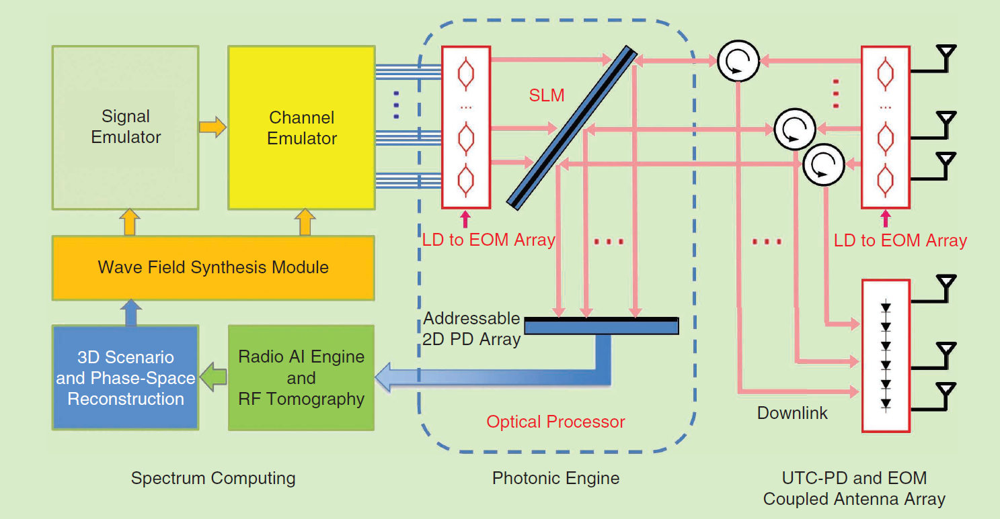 Signal
Emulator
Channel
Emulator
Wave Field Synthesis Module
3D Scenario
and Phase-Space
Reconstruction
Radio AI Engine
and
RF Tomography
Spectrum Computing
...
SLM
LD to EOM Array
Addressable
2D PD Array
Optical Processor
Photonic Engine
...
LD to EOM Array
Downlink
UTC-PD and EOM
Coupled Antenna Array